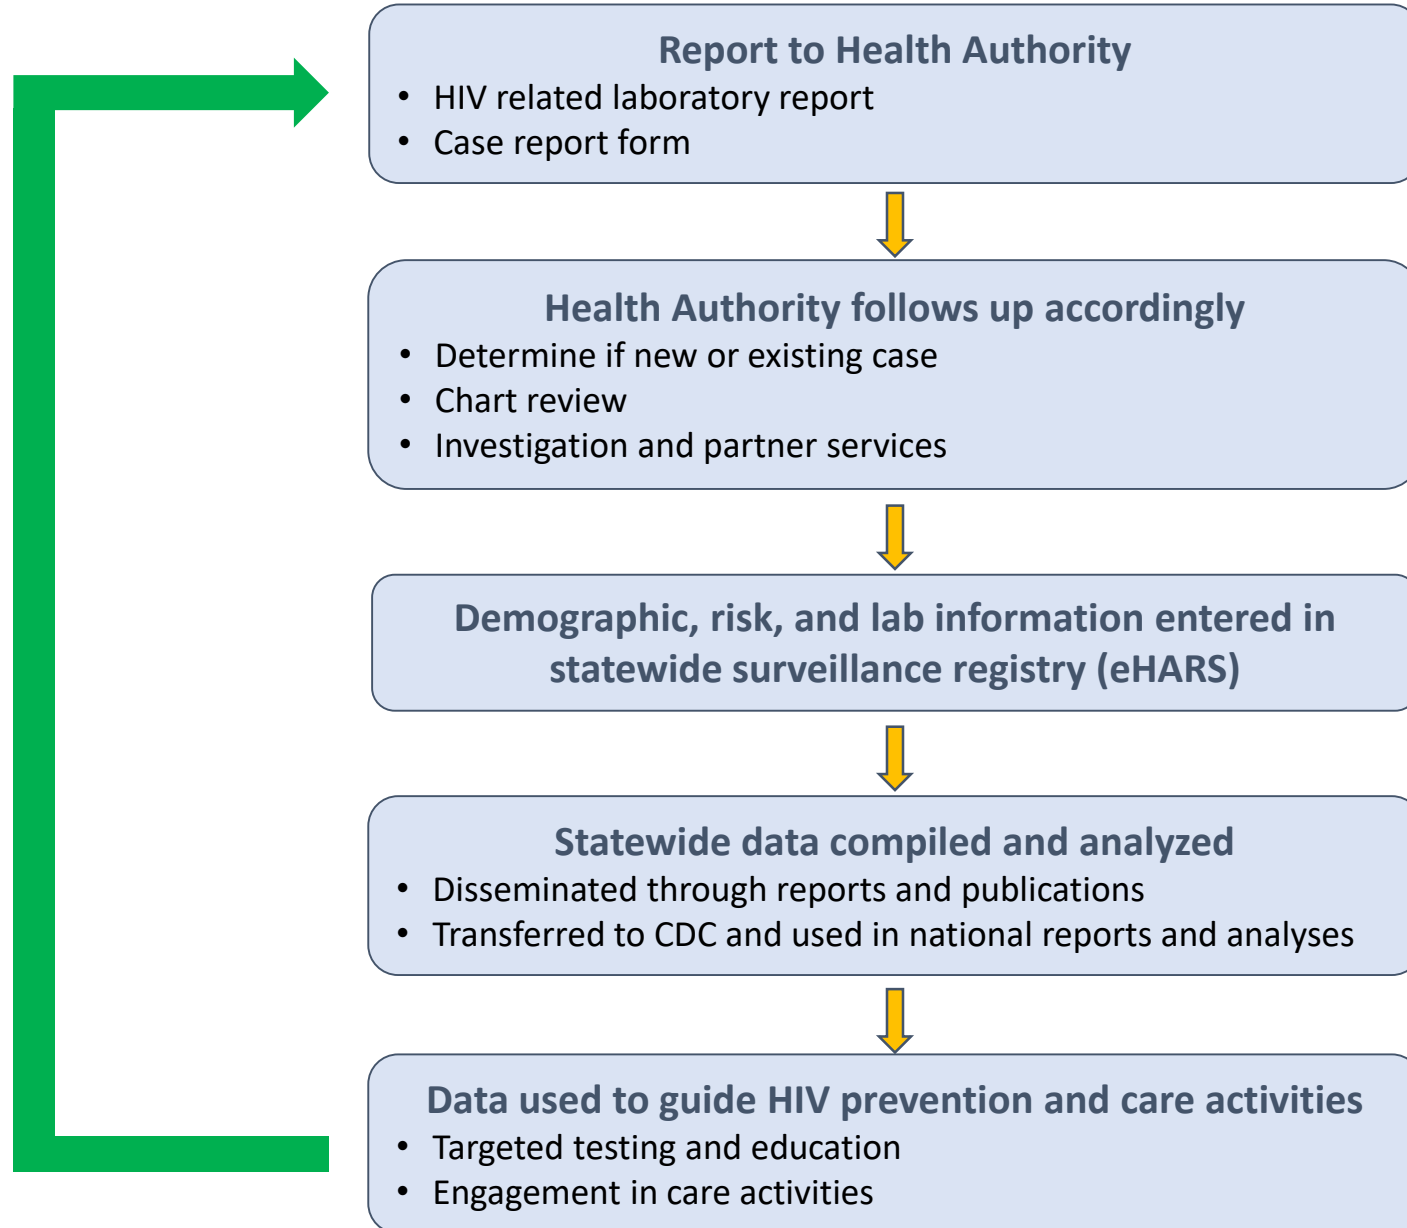 Report to Health Authority
• HIV related laboratory report
• Case report form
Health Authority follows up accordingly
• Determine if new or existing case
• Chart review
• Investigation and partner services
Demographic, risk, and lab information entered in
statewide surveillance registry (eHARS)
Statewide data compiled and analyzed
• Disseminated through reports and publications
• Transferred to CDC and used in national reports and analyses
Data used to guide HIV prevention and care activities
• Targeted testing and education
• Engagement in care activities